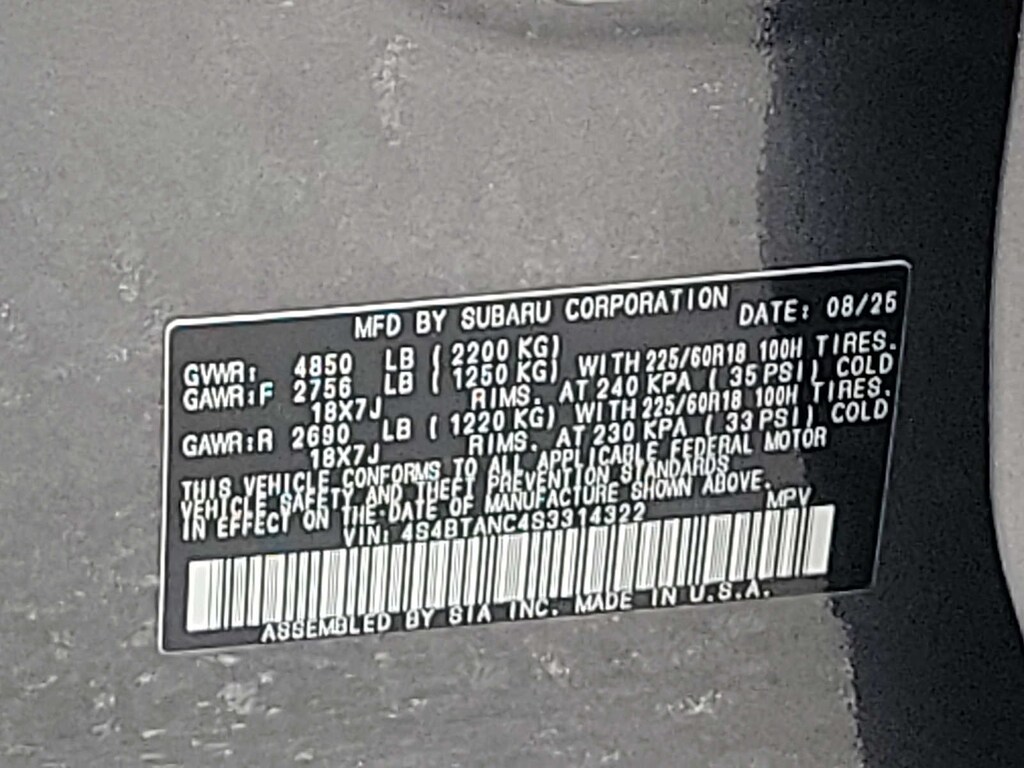 MFD BY SUBARU CORPORATION DATE: 08/25
GVWR: 4850 LB ( 2200 KG)
GAWR:F 2756 LB ( 1250 KG) WITH 225/60R18 100H TIRES.
18X7J RIMS. AT 240 KPA ( 35 PSI) COLD
GAWR:R 2690 LB ( 1220 KG) WITH 225/60R18 100H TIRES.
18X7J RIMS. AT 230 KPA ( 33 PSI) COLD
THIS VEHICLE CONFORMS TO ALL APPLICABLE FEDERAL MOTOR
VEHICLE SAFETY AND THEFT PREVENTION STANDARDS
IN EFFECT ON THE DATE OF MANUFACTURE SHOWN ABOVE.
VIN: 4S4BTANC4S3314322 MPV
ASSEMBLED BY SIA INC. MADE IN U.S.A.